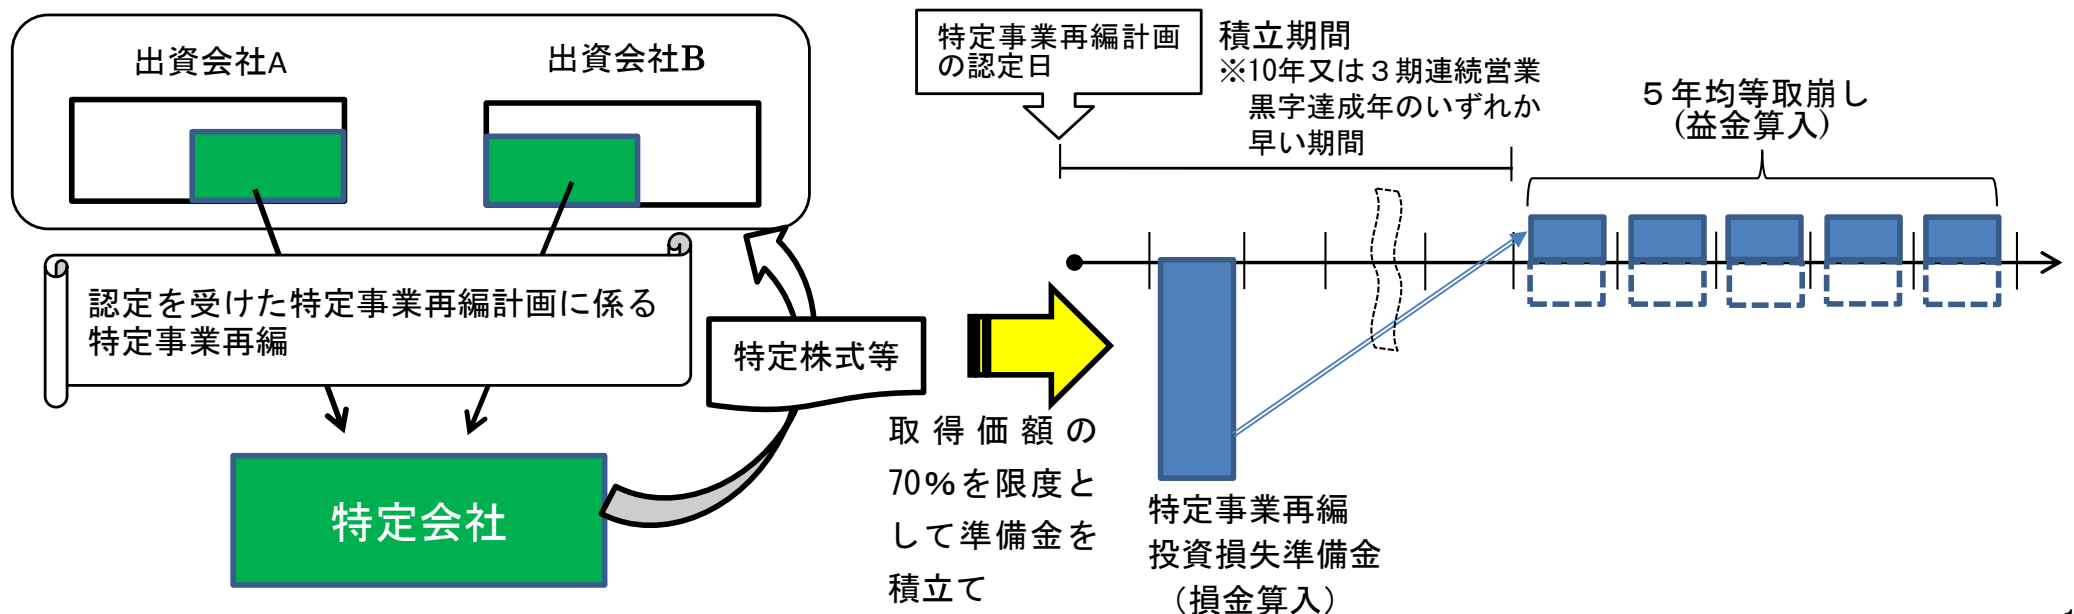 出資会社A
出資会社B
認定を受けた特定事業再編計画に係る
特定事業再編
特定株式等
特定会社
特定事業再編計画
の認定日
積立期間
※10年又は３期連続営業
黒字達成年のいずれか
早い期間
５年均等取崩し
(益金算入)
取得価額の
70％を限度と
して準備金を
積立て
特定事業再編
投資損失準備金
（損金算入）